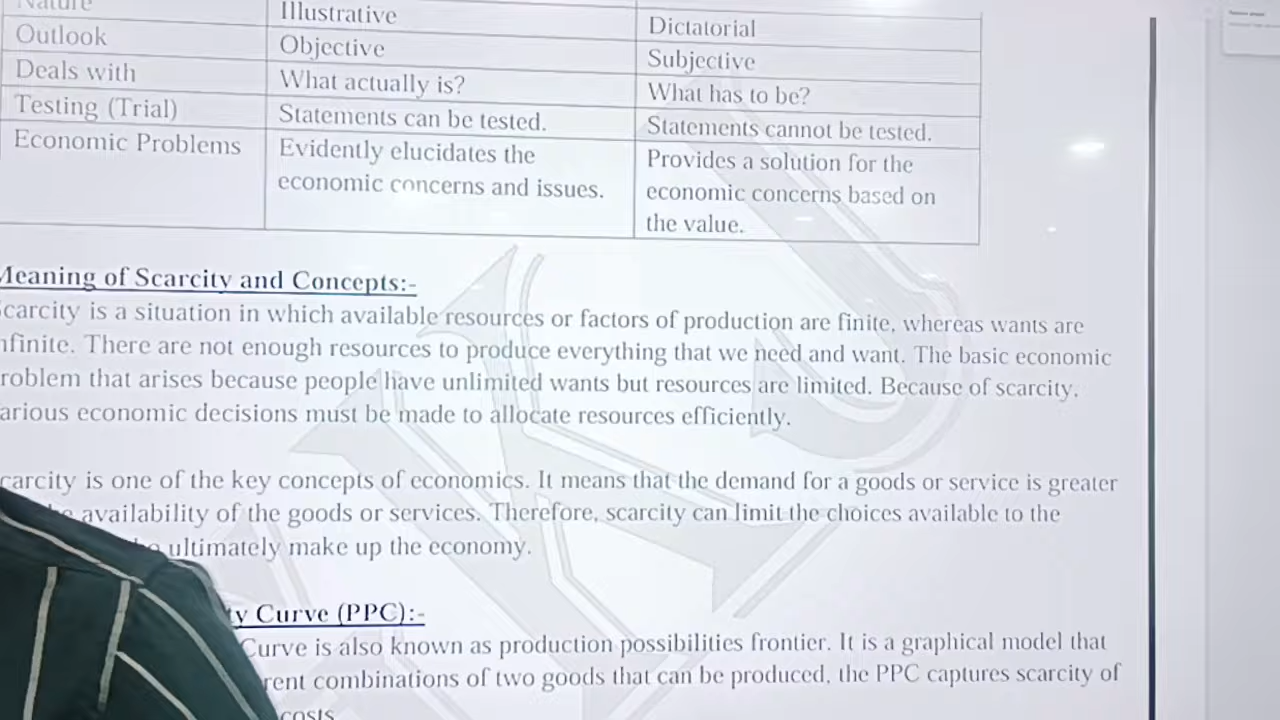 Nature Illustrative Dictatorial
Outlook Objective Subjective
Deals with What actually is? What has to be?
Testing (Trial) Statements can be tested. Statements cannot be tested.
Economic Problems Evidently elucidates the economic concerns and issues. Provides a solution for the economic concerns based on the value.
Meaning of Scarcity and Concepts:-
carcity is a situation in which available resources or factors of production are finite, whereas wants are
nfinite. There are not enough resources to produce everything that we need and want. The basic economic
roblem that arises because people have unlimited wants but resources are limited. Because of scarcity,
arious economic decisions must be made to allocate resources efficiently.
carcity is one of the key concepts of economics. It means that the demand for a goods or service is greater
availability of the goods or services. Therefore, scarcity can limit the choices available to the
ultimately make up the economy.
ty Curve (PPC):-
Curve is also known as production possibilities frontier. It is a graphical model that
rent combinations of two goods that can be produced, the PPC captures scarcity of
costs